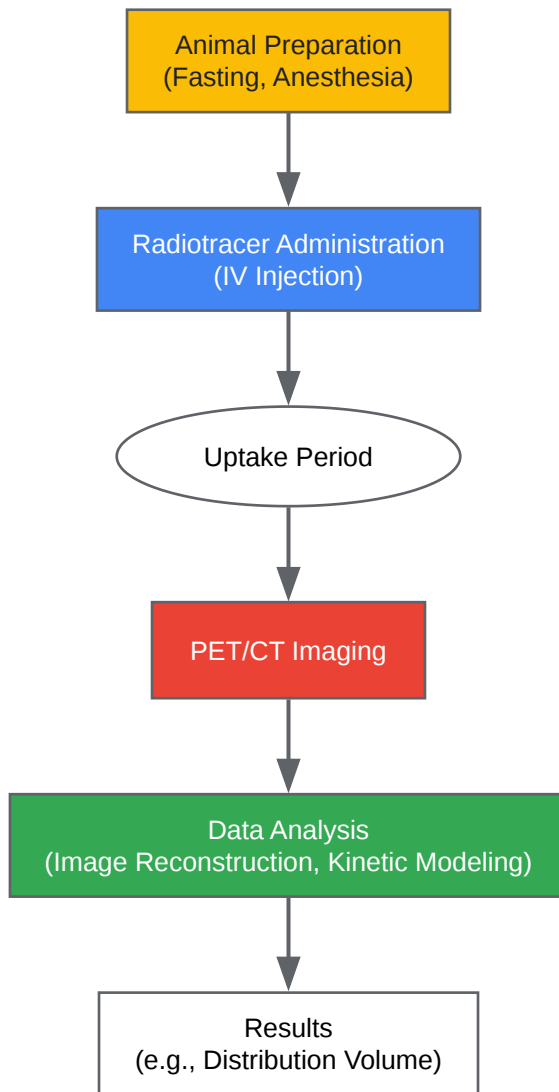 Animal Preparation
(Fasting, Anesthesia)
Radiotracer Administration
(IV Injection)
Uptake Period
PET/CT Imaging
Data Analysis
(Image Reconstruction, Kinetic Modeling)
Results
(e.g., Distribution Volume)